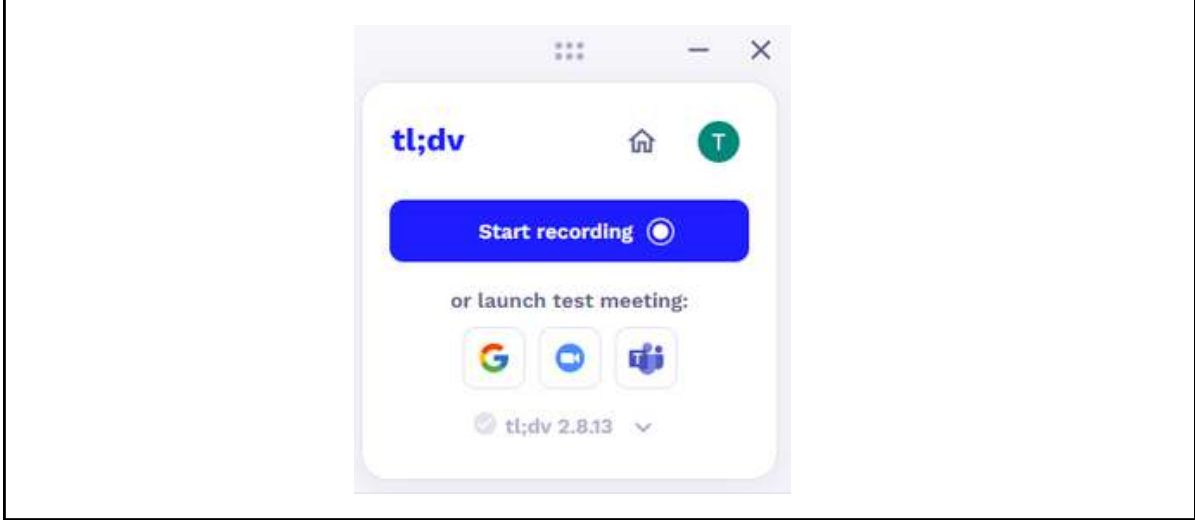 tl;dv
T
Start recording
or launch test meeting:
G
T
tl;dv 2.8.13